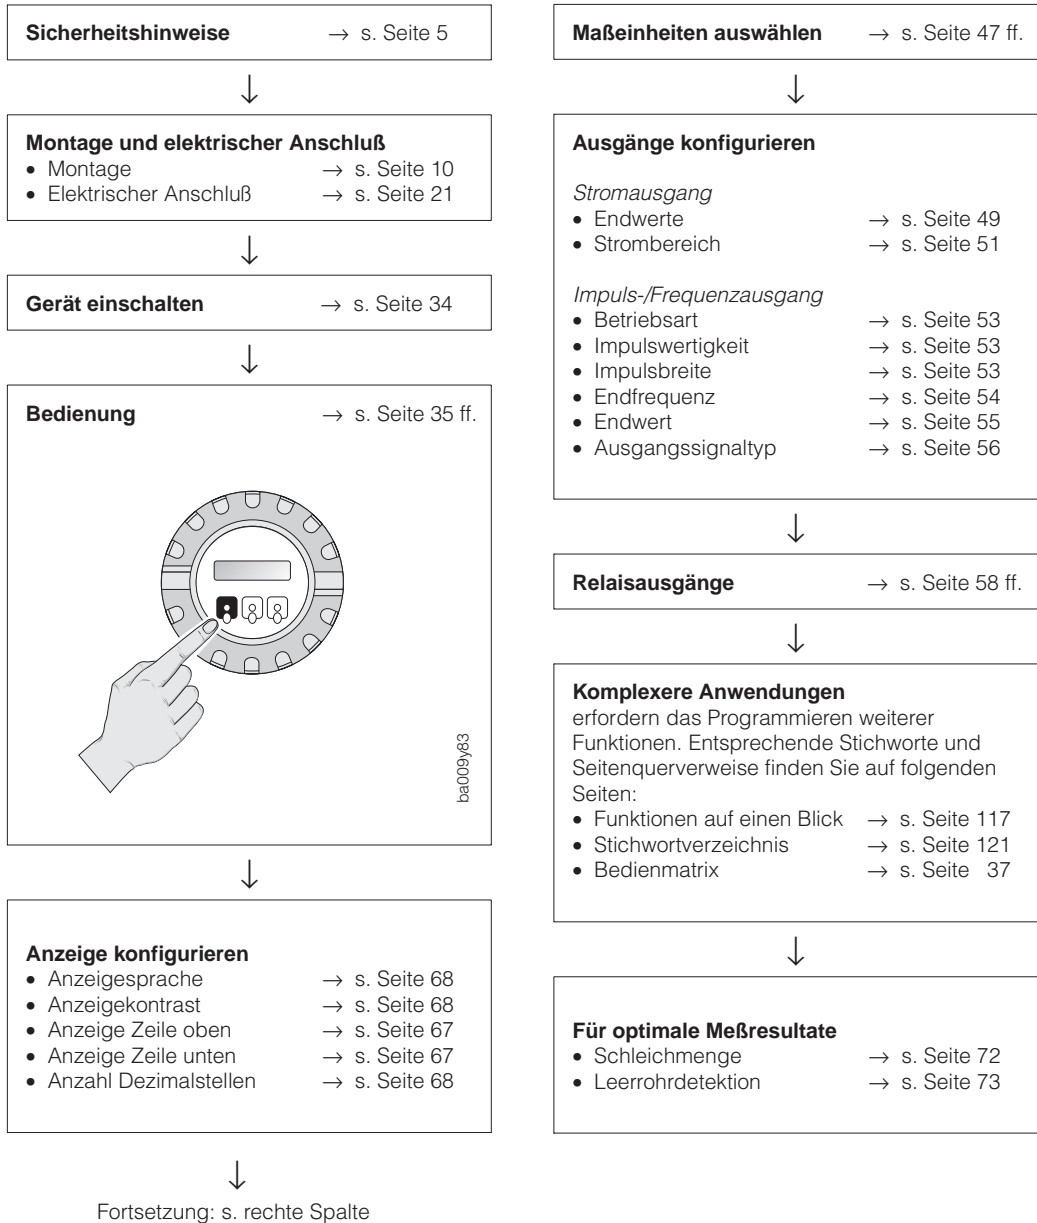 Sicherheitshinweise → s. Seite 5
↓
Montage und elektrischer Anschluß
• Montage → s. Seite 10
• Elektrischer Anschluß → s. Seite 21
↓
Gerät einschalten → s. Seite 34
↓
Bedienung → s. Seite 35 ff.
ba009y83
↓
Anzeige konfigurieren
• Anzeigesprache → s. Seite 68
• Anzeigekontrast → s. Seite 68
• Anzeige Zeile oben → s. Seite 67
• Anzeige Zeile unten → s. Seite 67
• Anzahl Dezimalstellen → s. Seite 68
↓
Fortsetzung: s. rechte Spalte
Maßeinheiten auswählen → s. Seite 47 ff.
↓
Ausgänge konfigurieren
Stromausgang
• Endwerte → s. Seite 49
• Strombereich → s. Seite 51
Impuls-/Frequenzausgang
• Betriebsart → s. Seite 53
• Impulswertigkeit → s. Seite 53
• Impulsbreite → s. Seite 53
• Endfrequenz → s. Seite 54
• Endwert → s. Seite 55
• Ausgangssignaltyp → s. Seite 56
↓
Relaisausgänge → s. Seite 58 ff.
↓
Komplexere Anwendungen
erfordern das Programmieren weiterer
Funktionen. Entsprechende Stichworte und
Seitenquerverweise finden Sie auf folgenden
Seiten:
• Funktionen auf einen Blick → s. Seite 117
• Stichwortverzeichnis → s. Seite 121
• Bedienmatrix → s. Seite 37
↓
Für optimale Meßresultate
• Schleichmenge → s. Seite 72
• Leerrohrdetektion → s. Seite 73